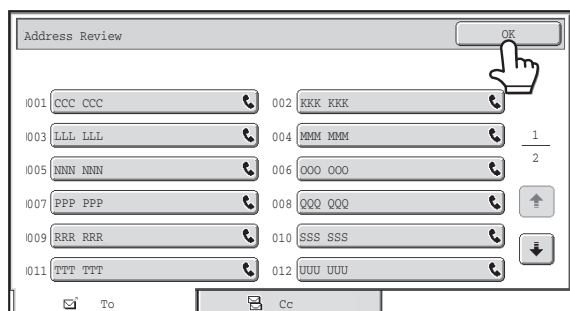 Address Review OK
001 CCC CCC 002 KKK KKK
003 LLL LLL 004 MMM MMM
1
005 NNN NNN 006 OOO OOO
2
007 PPP PPP 008 QQQ QQQ
009 RRR RRR 010 SSS SSS
011 TTT TTT 012 UUU UUU
To Cc